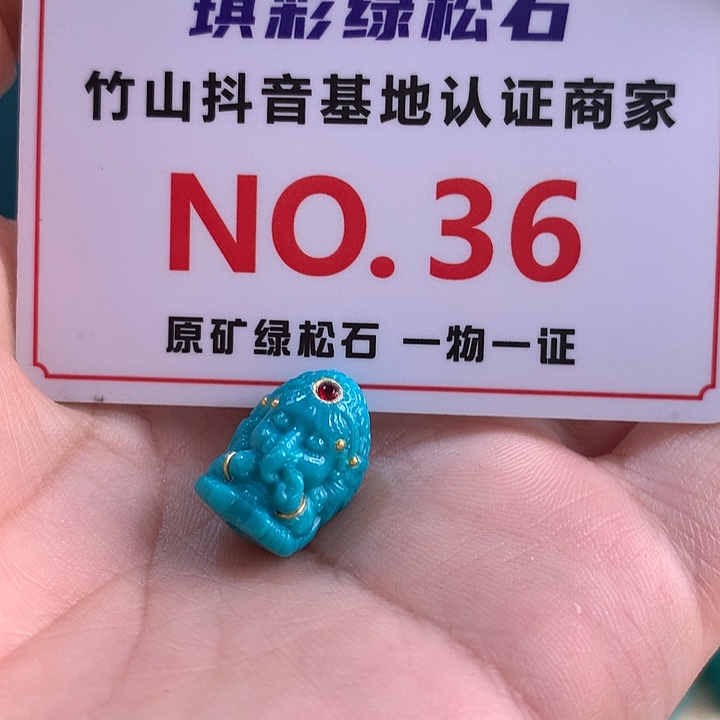 琪彩绿松石
竹山抖音基地认证商家
NO.36
原矿绿松石 一物一证